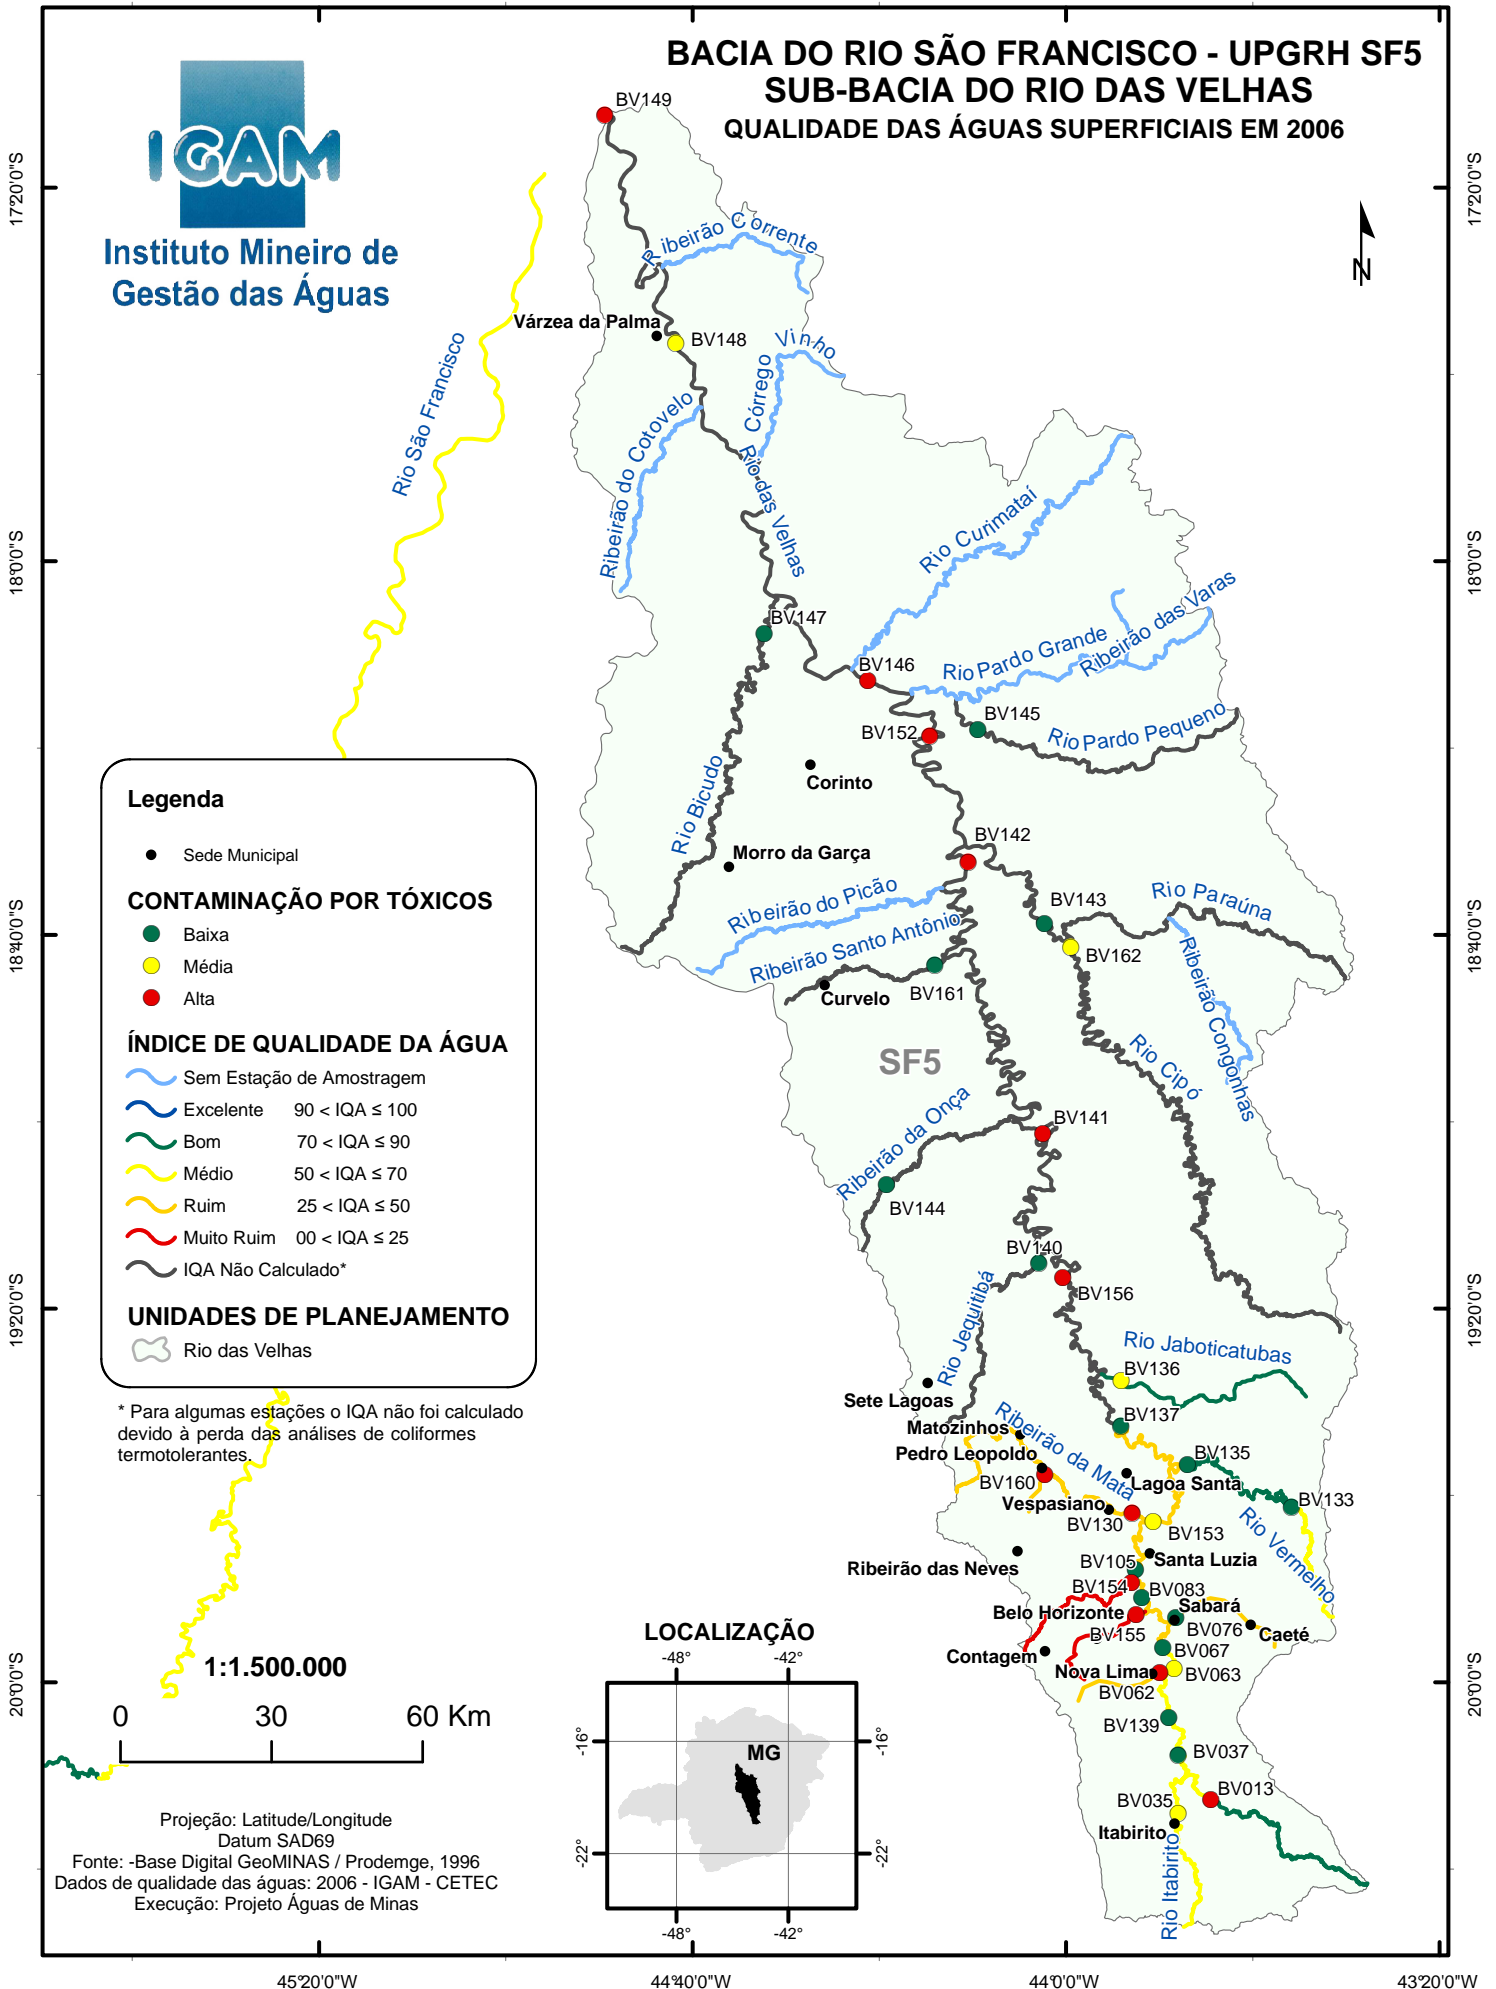 BACIA DO RIO SÃO FRANCISCO - UPGRH SF5
SUB-BACIA DO RIO DAS VELHAS
QUALIDADE DAS ÁGUAS SUPERFICIAIS EM 2006
IGAM
Instituto Mineiro de
Gestão das Águas
N
17°20'0"S
17°20'0"S
18°0'0"S
18°0'0"S
18°40'0"S
18°40'0"S
19°20'0"S
19°20'0"S
20°0'0"S
20°0'0"S
BV149
Ribeirão Corrente
Várzea da Palma
BV148
Córrego Vinho
Rio São Francisco
Ribeirão do Cotovelo
Rio das Velhas
Rio Curimataí
Ribeirão das Varas
BV147
Rio Pardo Grande
BV146
BV145
BV152
Rio Pardo Pequeno
Corinto
Rio Bicudo
BV142
Morro da Garça
Ribeirão do Picão
BV143
Rio Paraúna
Ribeirão Santo Antônio
BV162
BV161
Curvelo
Ribeirão Congonhas
SF5
Rio Cipó
Ribeirão da Onça
BV141
BV144
BV140
BV156
Rio Jequitibá
Rio Jaboticatubas
BV136
Sete Lagoas
BV137
Matozinhos
Ribeirão da Mata
Pedro Leopoldo
BV135
BV160
Lagoa Santa
Vespasiano
BV133
BV130
BV153
Rio Vermelho
Ribeirão das Neves
BV105
Santa Luzia
BV154
BV083
Belo Horizonte
Sabará
BV155
BV076
Caeté
Contagem
BV067
Nova Lima
BV063
BV062
BV139
BV037
BV013
BV035
Itabirito
Rio Itabirito
Legenda
Sede Municipal
CONTAMINAÇÃO POR TÓXICOS
Baixa
Média
Alta
ÍNDICE DE QUALIDADE DA ÁGUA
Sem Estação de Amostragem
Excelente 90 < IQA ≤ 100
Bom 70 < IQA ≤ 90
Médio 50 < IQA ≤ 70
Ruim 25 < IQA ≤ 50
Muito Ruim 00 < IQA ≤ 25
IQA Não Calculado*
UNIDADES DE PLANEJAMENTO
Rio das Velhas
* Para algumas estações o IQA não foi calculado
devido à perda das análises de coliformes
termotolerantes.
1:1.500.000
0 30 60 Km
Projeção: Latitude/Longitude
Datum SAD69
Fonte: -Base Digital GeoMINAS / Prodemge, 1996
Dados de qualidade das águas: 2006 - IGAM - CETEC
Execução: Projeto Águas de Minas
LOCALIZAÇÃO
-48° -42°
-16° -16°
MG
-22° -22°
-48° -42°
45°20'0"W 44°40'0"W 44°0'0"W 43°20'0"W